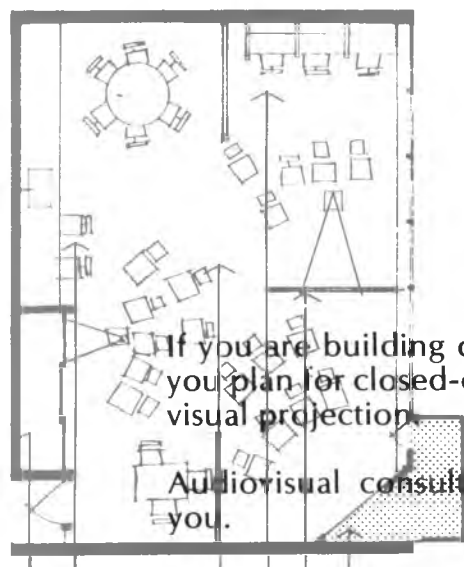 If you are building
you plan for closed-
visual projection.
Audiovisual consult
you.